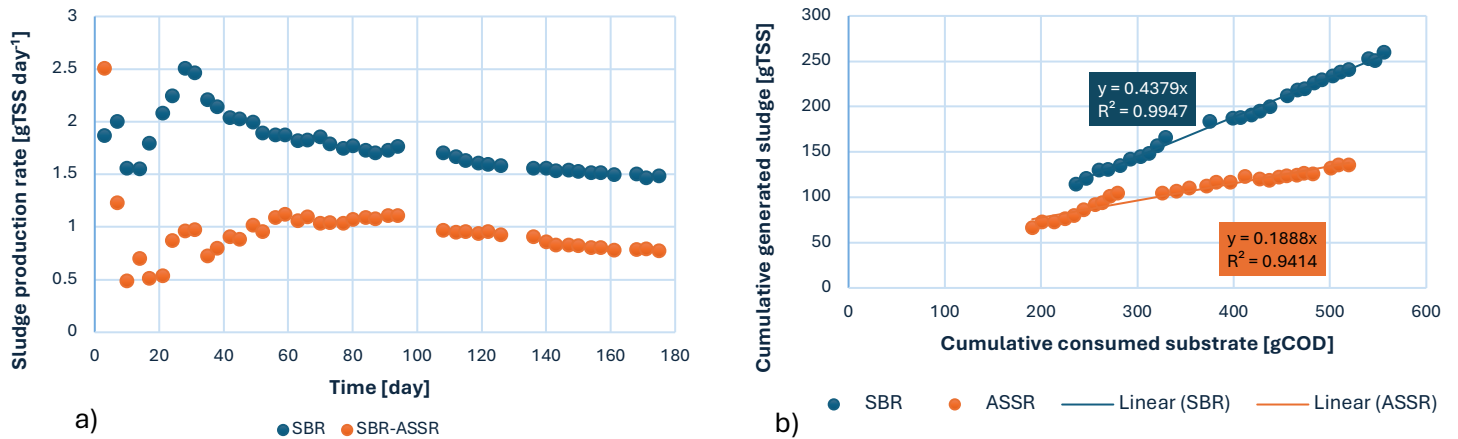 Sludge production rate [gTSS day⁻¹]
3
2.5
2
1.5
1
0.5
0
0 20 40 60 80 100 120 140 160 180
Time [day]
a)
SBR SBR-ASSR
Cumulative generated sludge [gTSS]
300
250
200
150
100
50
0
y = 0.4379x
R² = 0.9947
y = 0.1888x
R² = 0.9414
0 100 200 300 400 500 600
Cumulative consumed substrate [gCOD]
b)
SBR ASSR Linear (SBR) Linear (ASSR)